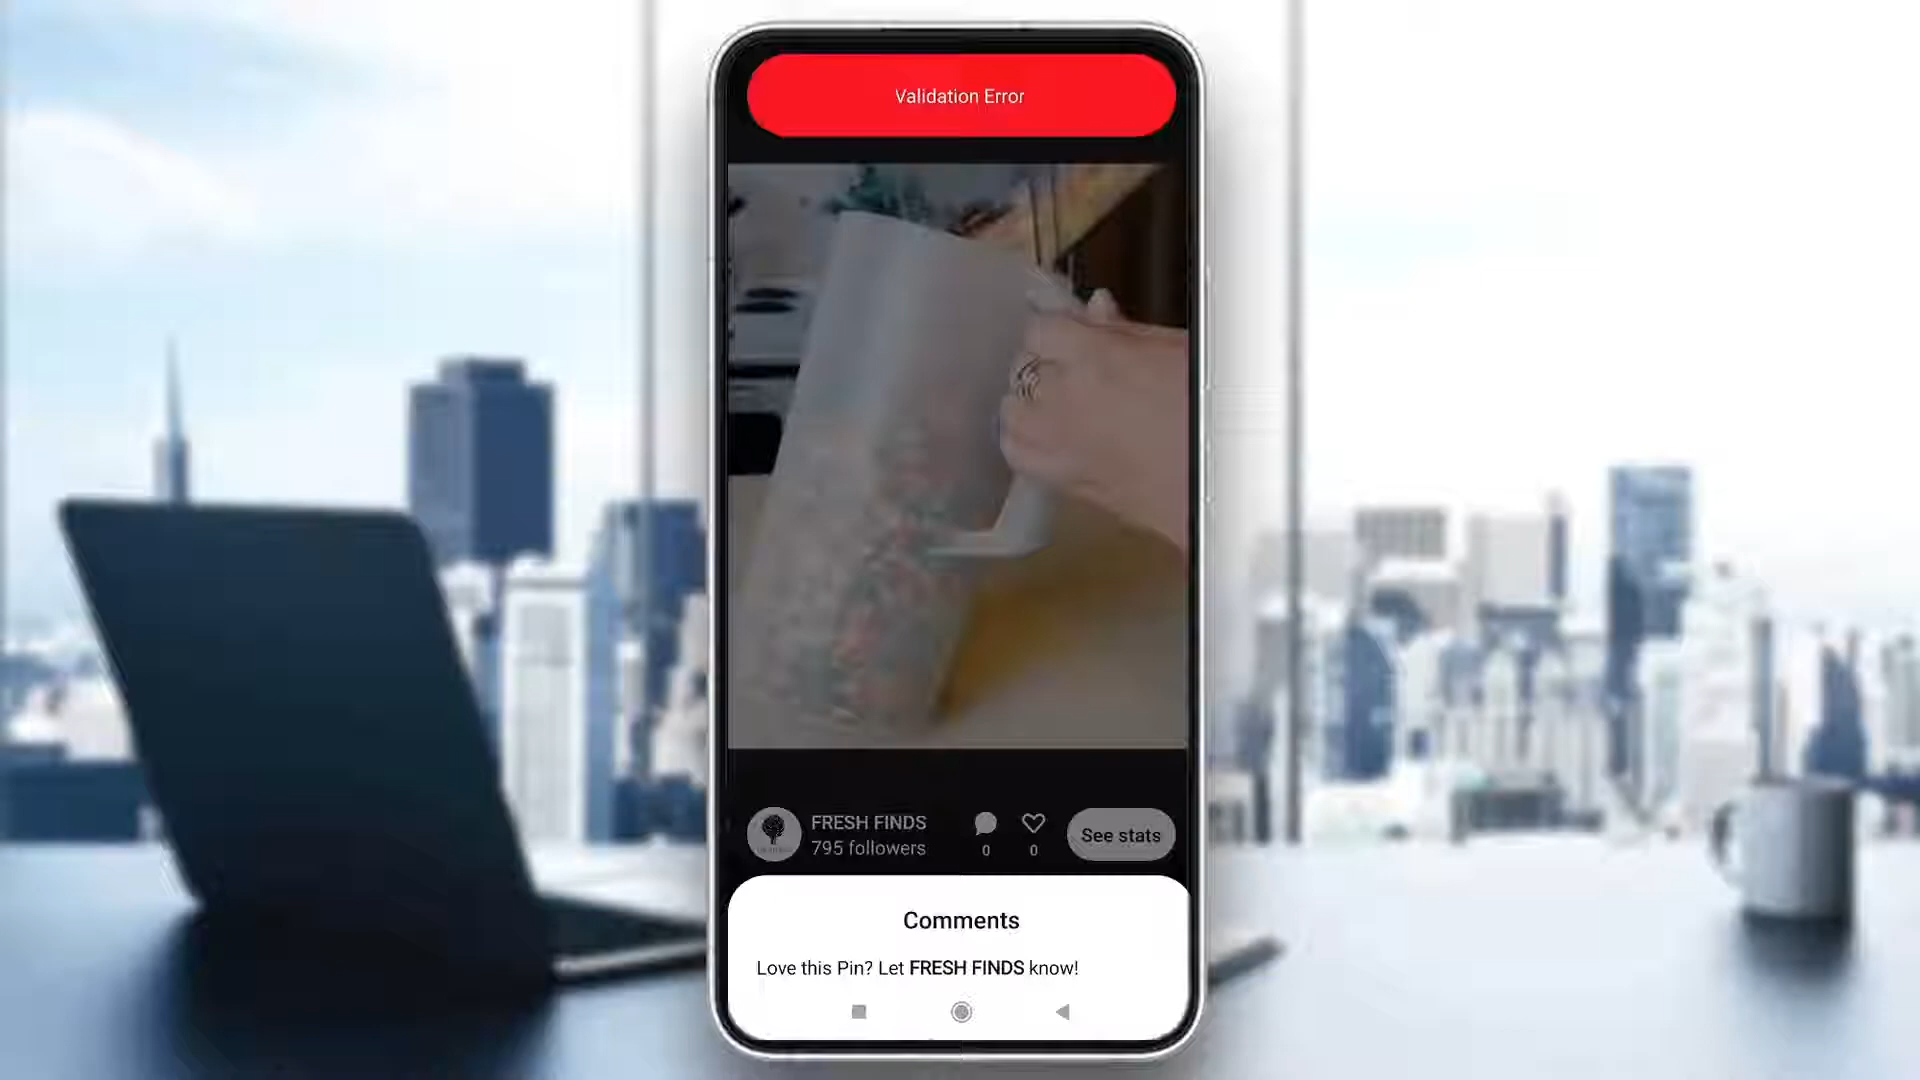 Validation Error
FRESH FINDS
795 followers
0
0
See stats
Comments
Love this Pin? Let FRESH FINDS know!